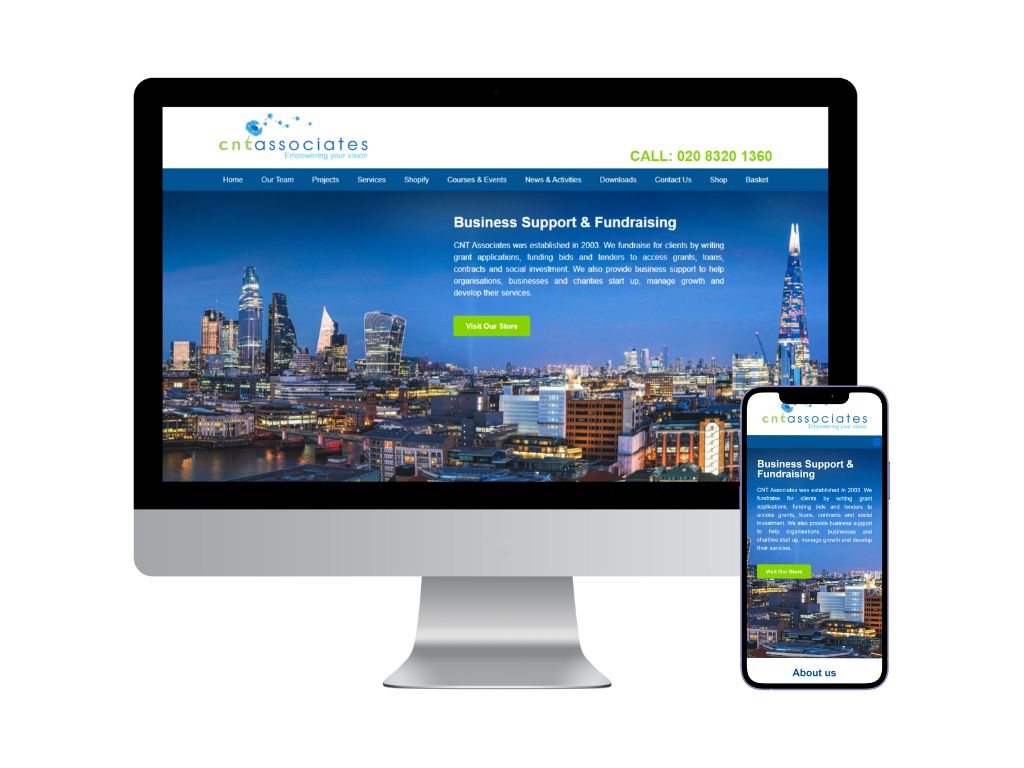 cntassociates
Empowering your vision
CALL: 020 8320 1360
Home Our Team Projects Services Shopify Courses & Events News & Activities Downloads Contact Us Shop Basket
Business Support & Fundraising
CNT Associates was established in 2003. We fundraise for clients by writing
grant applications, funding bids and tenders to access grants, loans,
contracts and social investment. We also provide business support to help
organisations, businesses and charities start up, manage growth and
develop their services.
Visit Our Store
cntassociates
Empowering your vision
Business Support &
Fundraising
CNT Associates was established in 2003. We
fundraise for clients by writing grant
applications, funding bids and tenders to
access grants, loans, contracts and social
investment. We also provide business support
to help organisations, businesses and
charities start up, manage growth and develop
their services.
Visit Our Store
About us